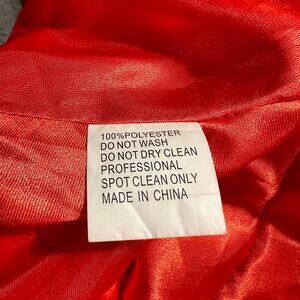 100%POLYESTER
DO NOT WASH
DO NOT DRY CLEAN
PROFESSIONAL
SPOT CLEAN ONLY
MADE IN CHINA